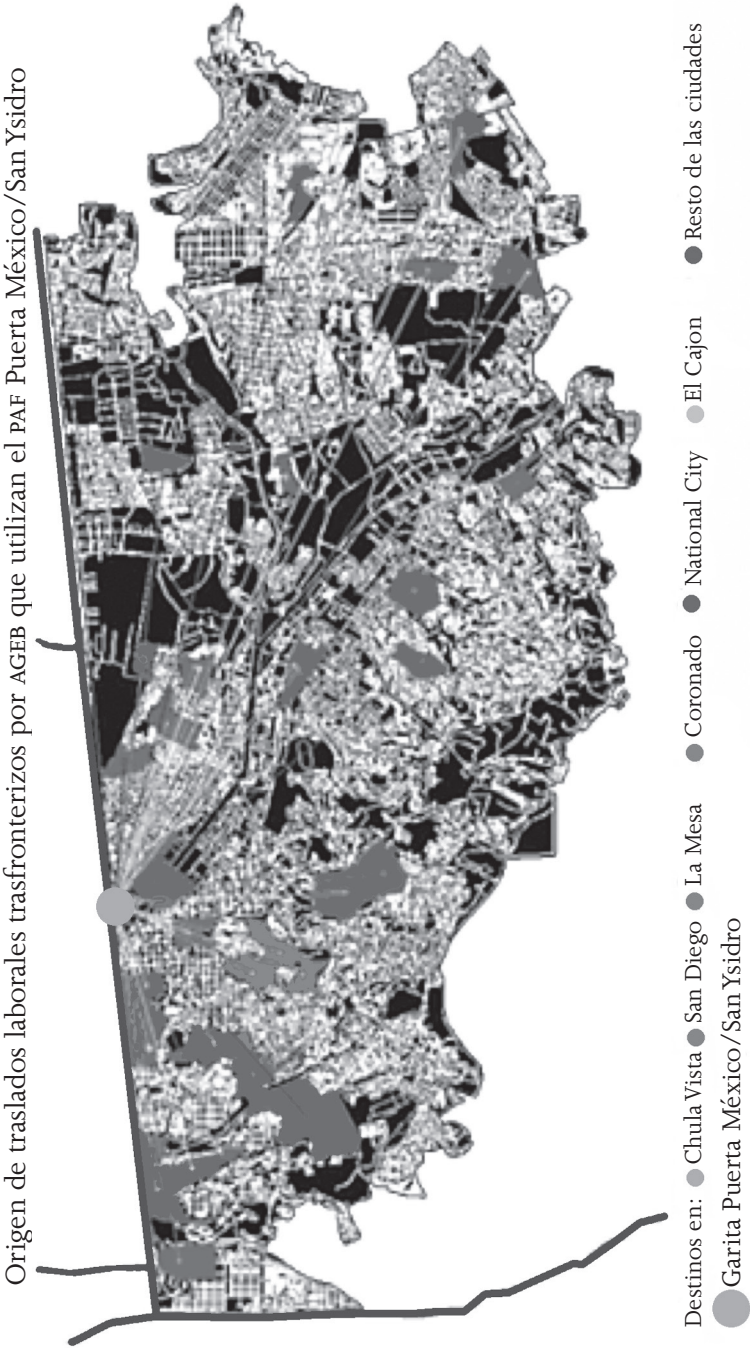 Origen de traslados laborales trasfronterizos por AGEB que utilizan el PAF Puerta México/San Ysidro
Destinos en: Chula Vista San Diego La Mesa Coronado National City El Cajon Resto de las ciudades
Garita Puerta México/San Ysidro